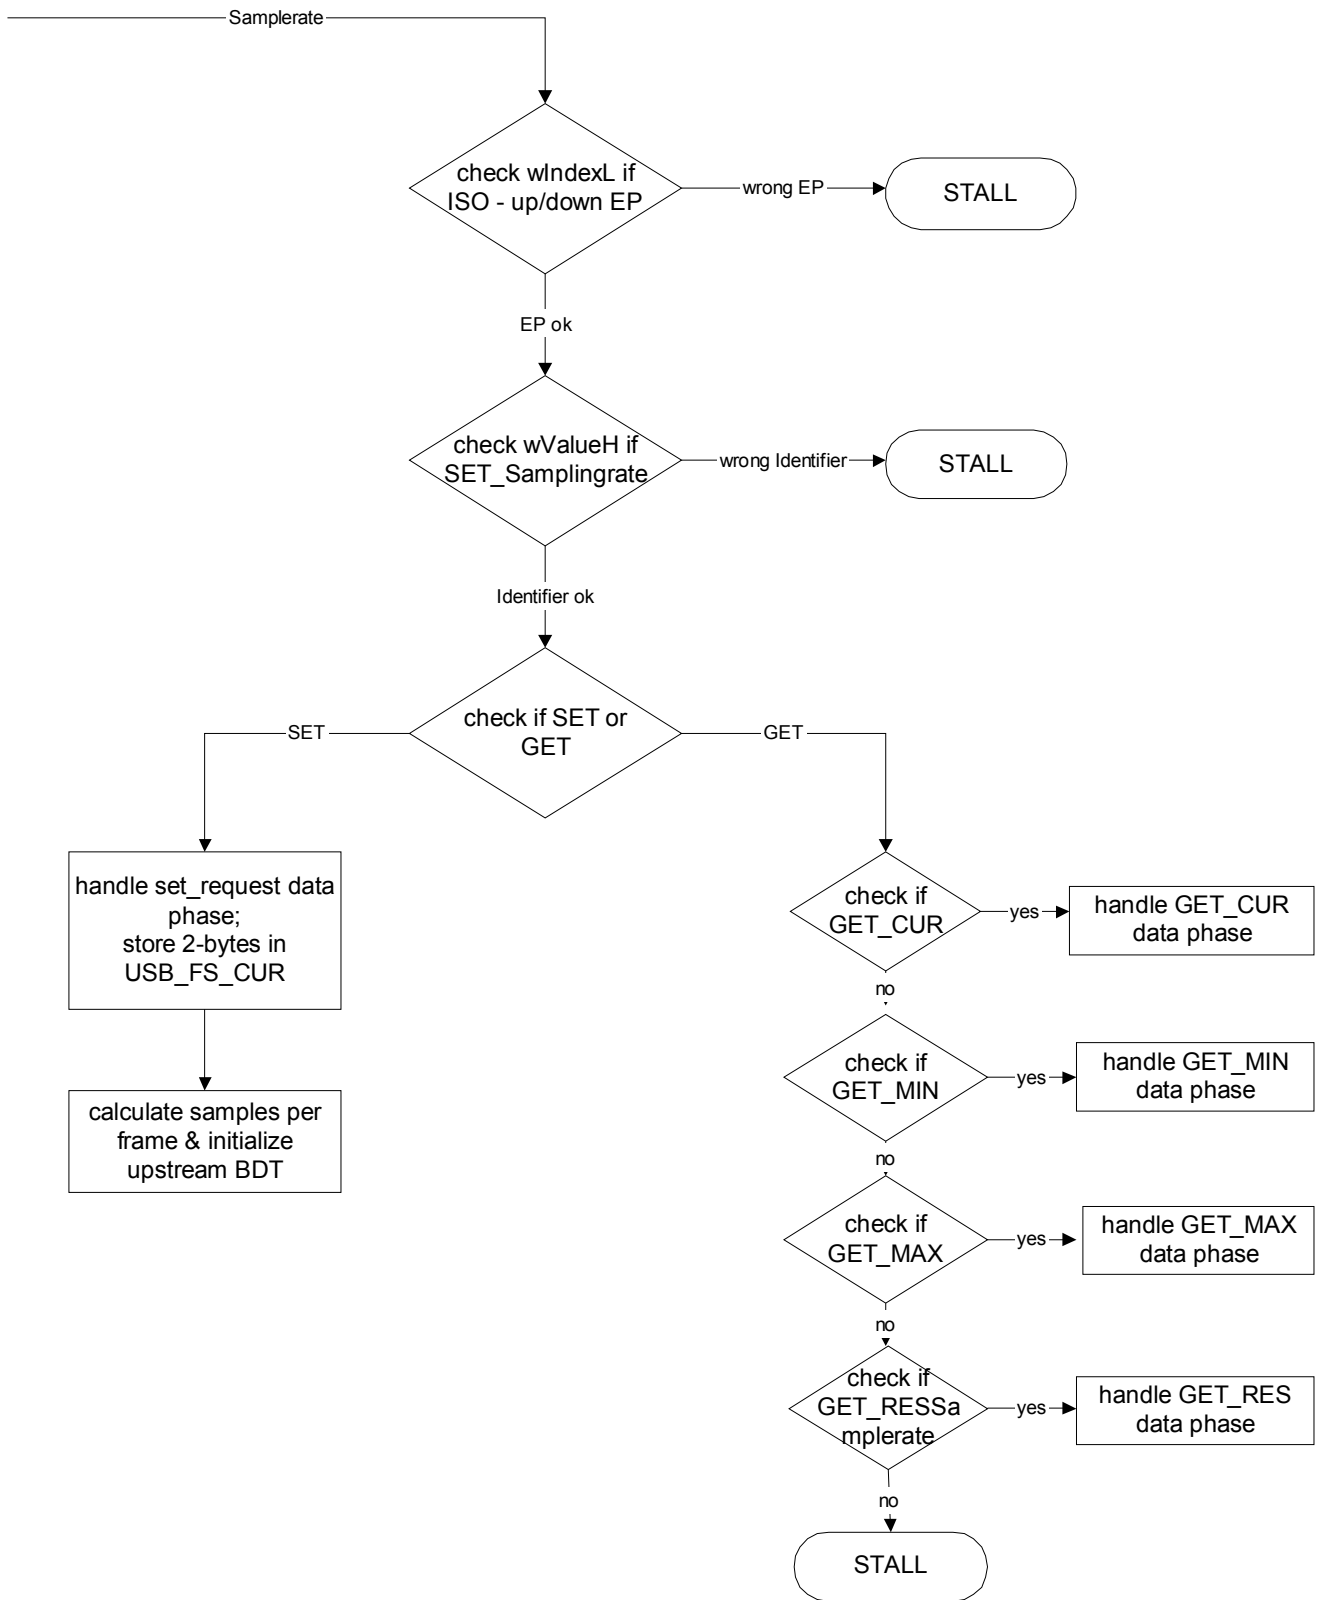 Samplerate
check wIndexL if
ISO - up/down EP
wrong EP
STALL
EP ok
check wValueH if
SET_Samplingrate
wrong Identifier
STALL
Identifier ok
check if SET or
GET
SET
GET
handle set_request data
phase;
store 2-bytes in
USB_FS_CUR
calculate samples per
frame & initialize
upstream BDT
check if
GET_CUR
yes
handle GET_CUR
data phase
no
check if
GET_MIN
yes
handle GET_MIN
data phase
no
check if
GET_MAX
yes
handle GET_MAX
data phase
no
check if
GET_RESSa
mplerate
yes
handle GET_RES
data phase
no
STALL